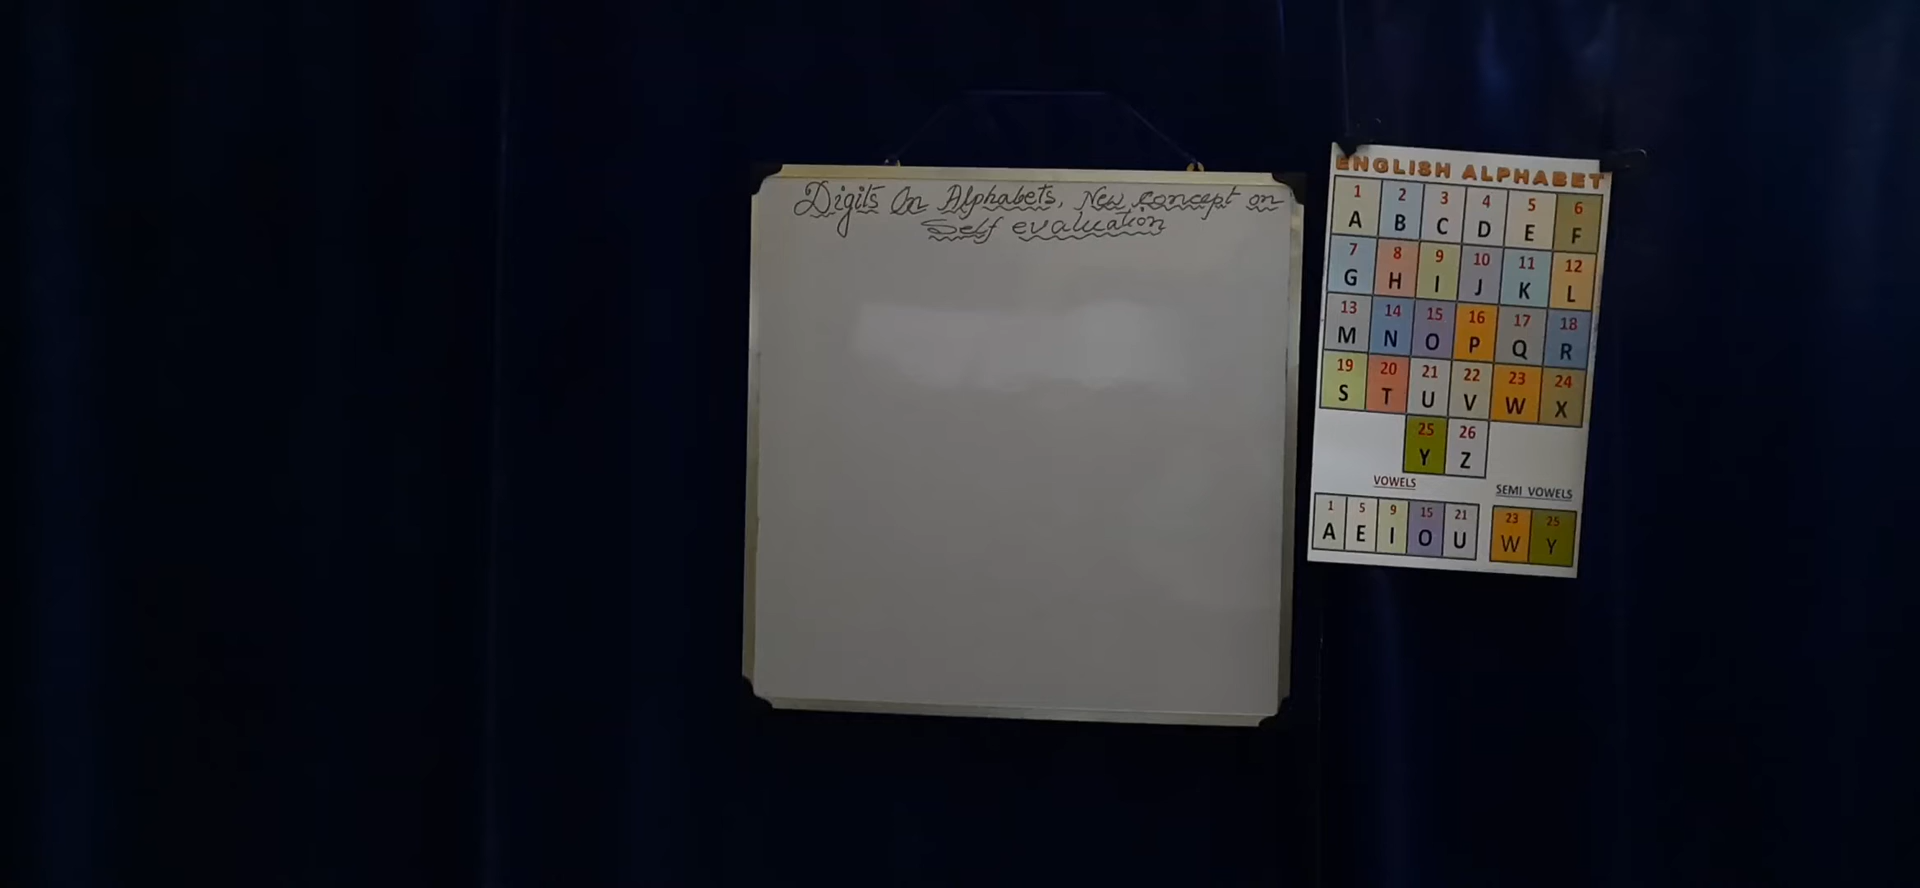 Digits On Alphabets, New concept on
Self evaluation
ENGLISH ALPHABET
1 2 3 4 5 6
A B C D E F
7 8 9 10 11 12
G H I J K L
13 14 15 16 17 18
M N O P Q R
19 20 21 22 23 24
S T U V W X
25 26
Y Z
VOWELS
1 5 9 15 21
A E I O U
SEMI VOWELS
23 25
W Y